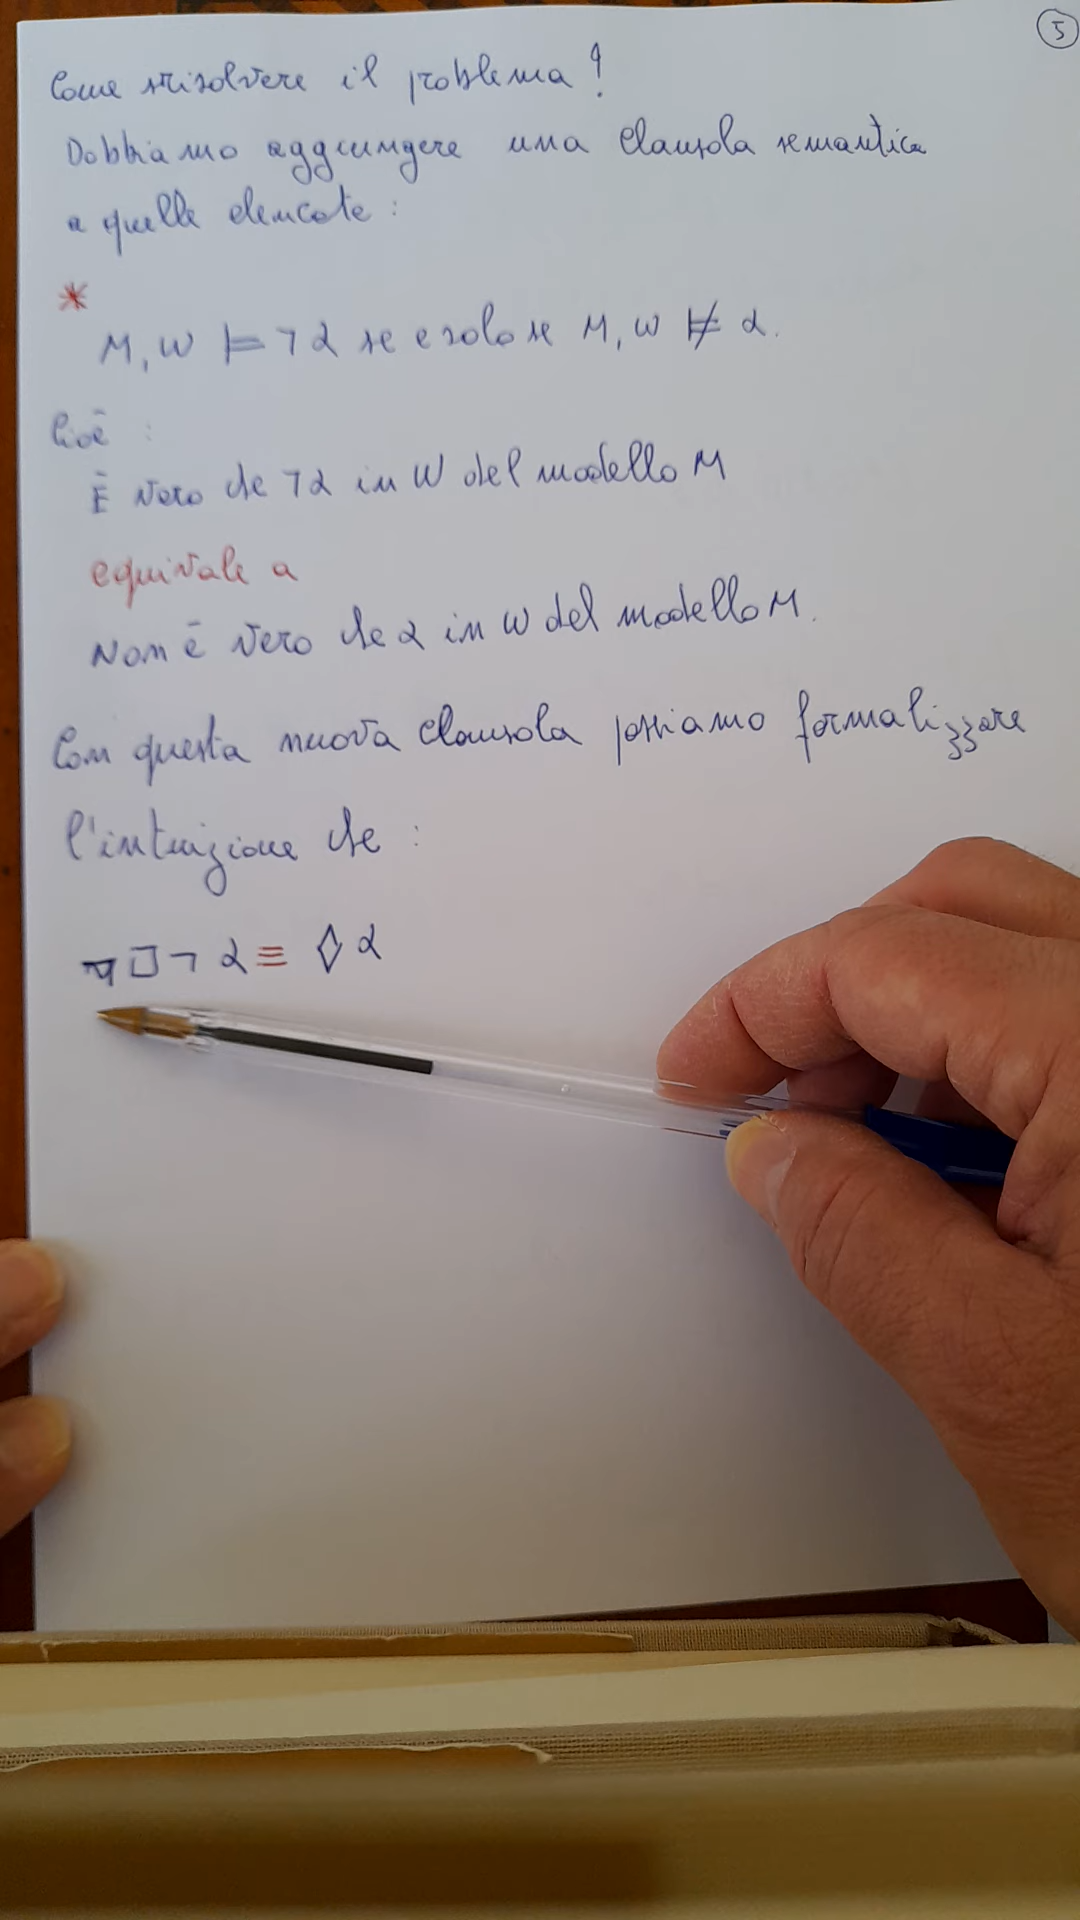 5
Come risolvere il problema?
Dobbiamo aggiungere una clausola semantica
a quelle elencate:
*
M, W ⊨ ¬α se e solo se M, W ⊭ α.
Cioè:
È vero che ¬α in W del modello M
equivale a
Non è vero che α in W del modello M.
Con questa nuova clausola possiamo formalizzare
l'intuizione che:
¬□¬α ≡ ◊α